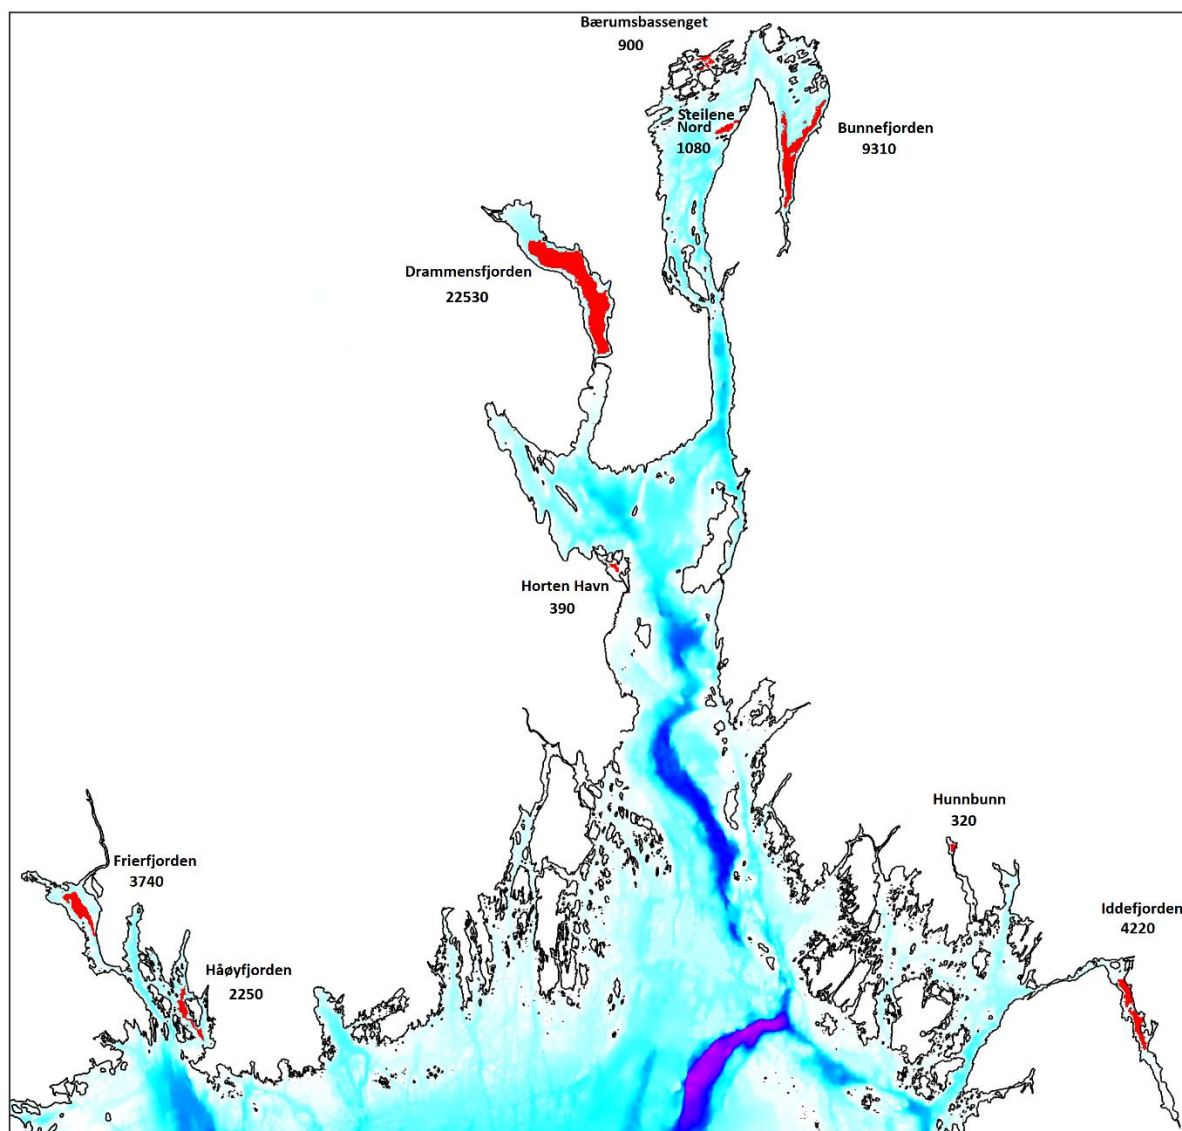 Bærumsbassenget
900
Steilene
Nord
1080
Bunnefjorden
9310
Drammensfjorden
22530
Horten Havn
390
Hunnbunn
320
Frierfjorden
3740
Iddefjorden
4220
Håøyfjorden
2250